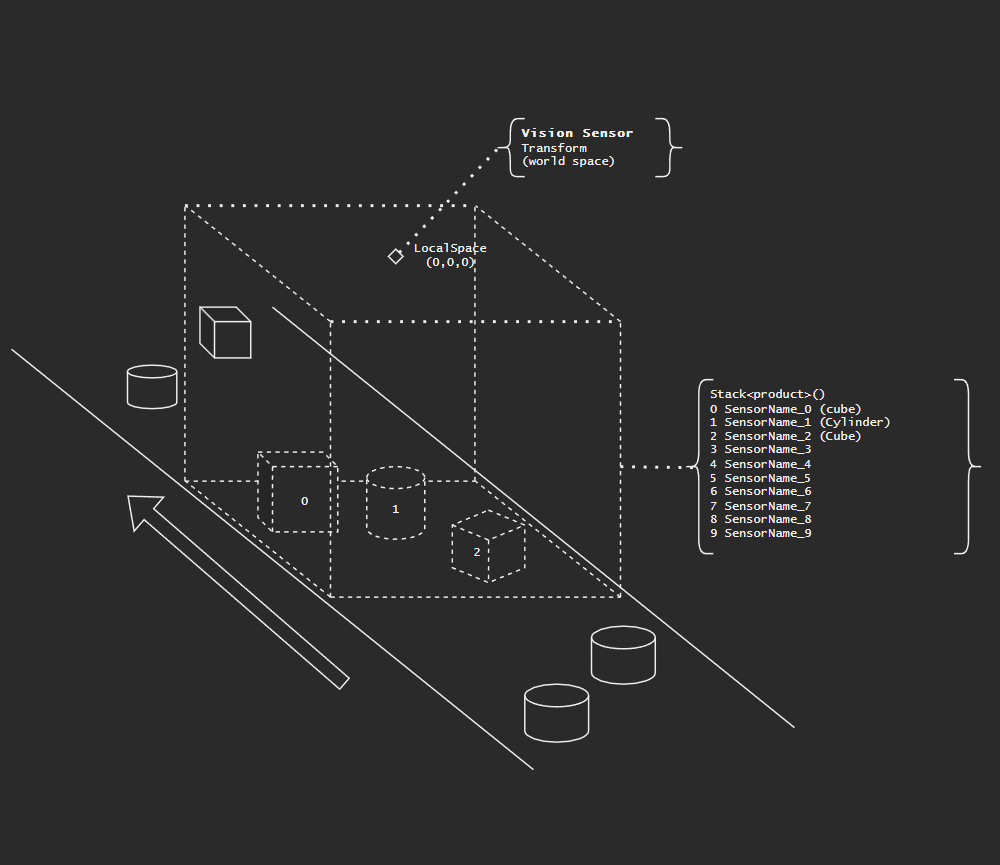 Vision Sensor
Transform
(world space)
LocalSpace
(0,0,0)
Stack<product>()
0 SensorName_0 (cube)
1 SensorName_1 (Cylinder)
2 SensorName_2 (Cube)
3 SensorName_3
4 SensorName_4
5 SensorName_5
6 SensorName_6
7 SensorName_7
8 SensorName_8
9 SensorName_9
0
1
2